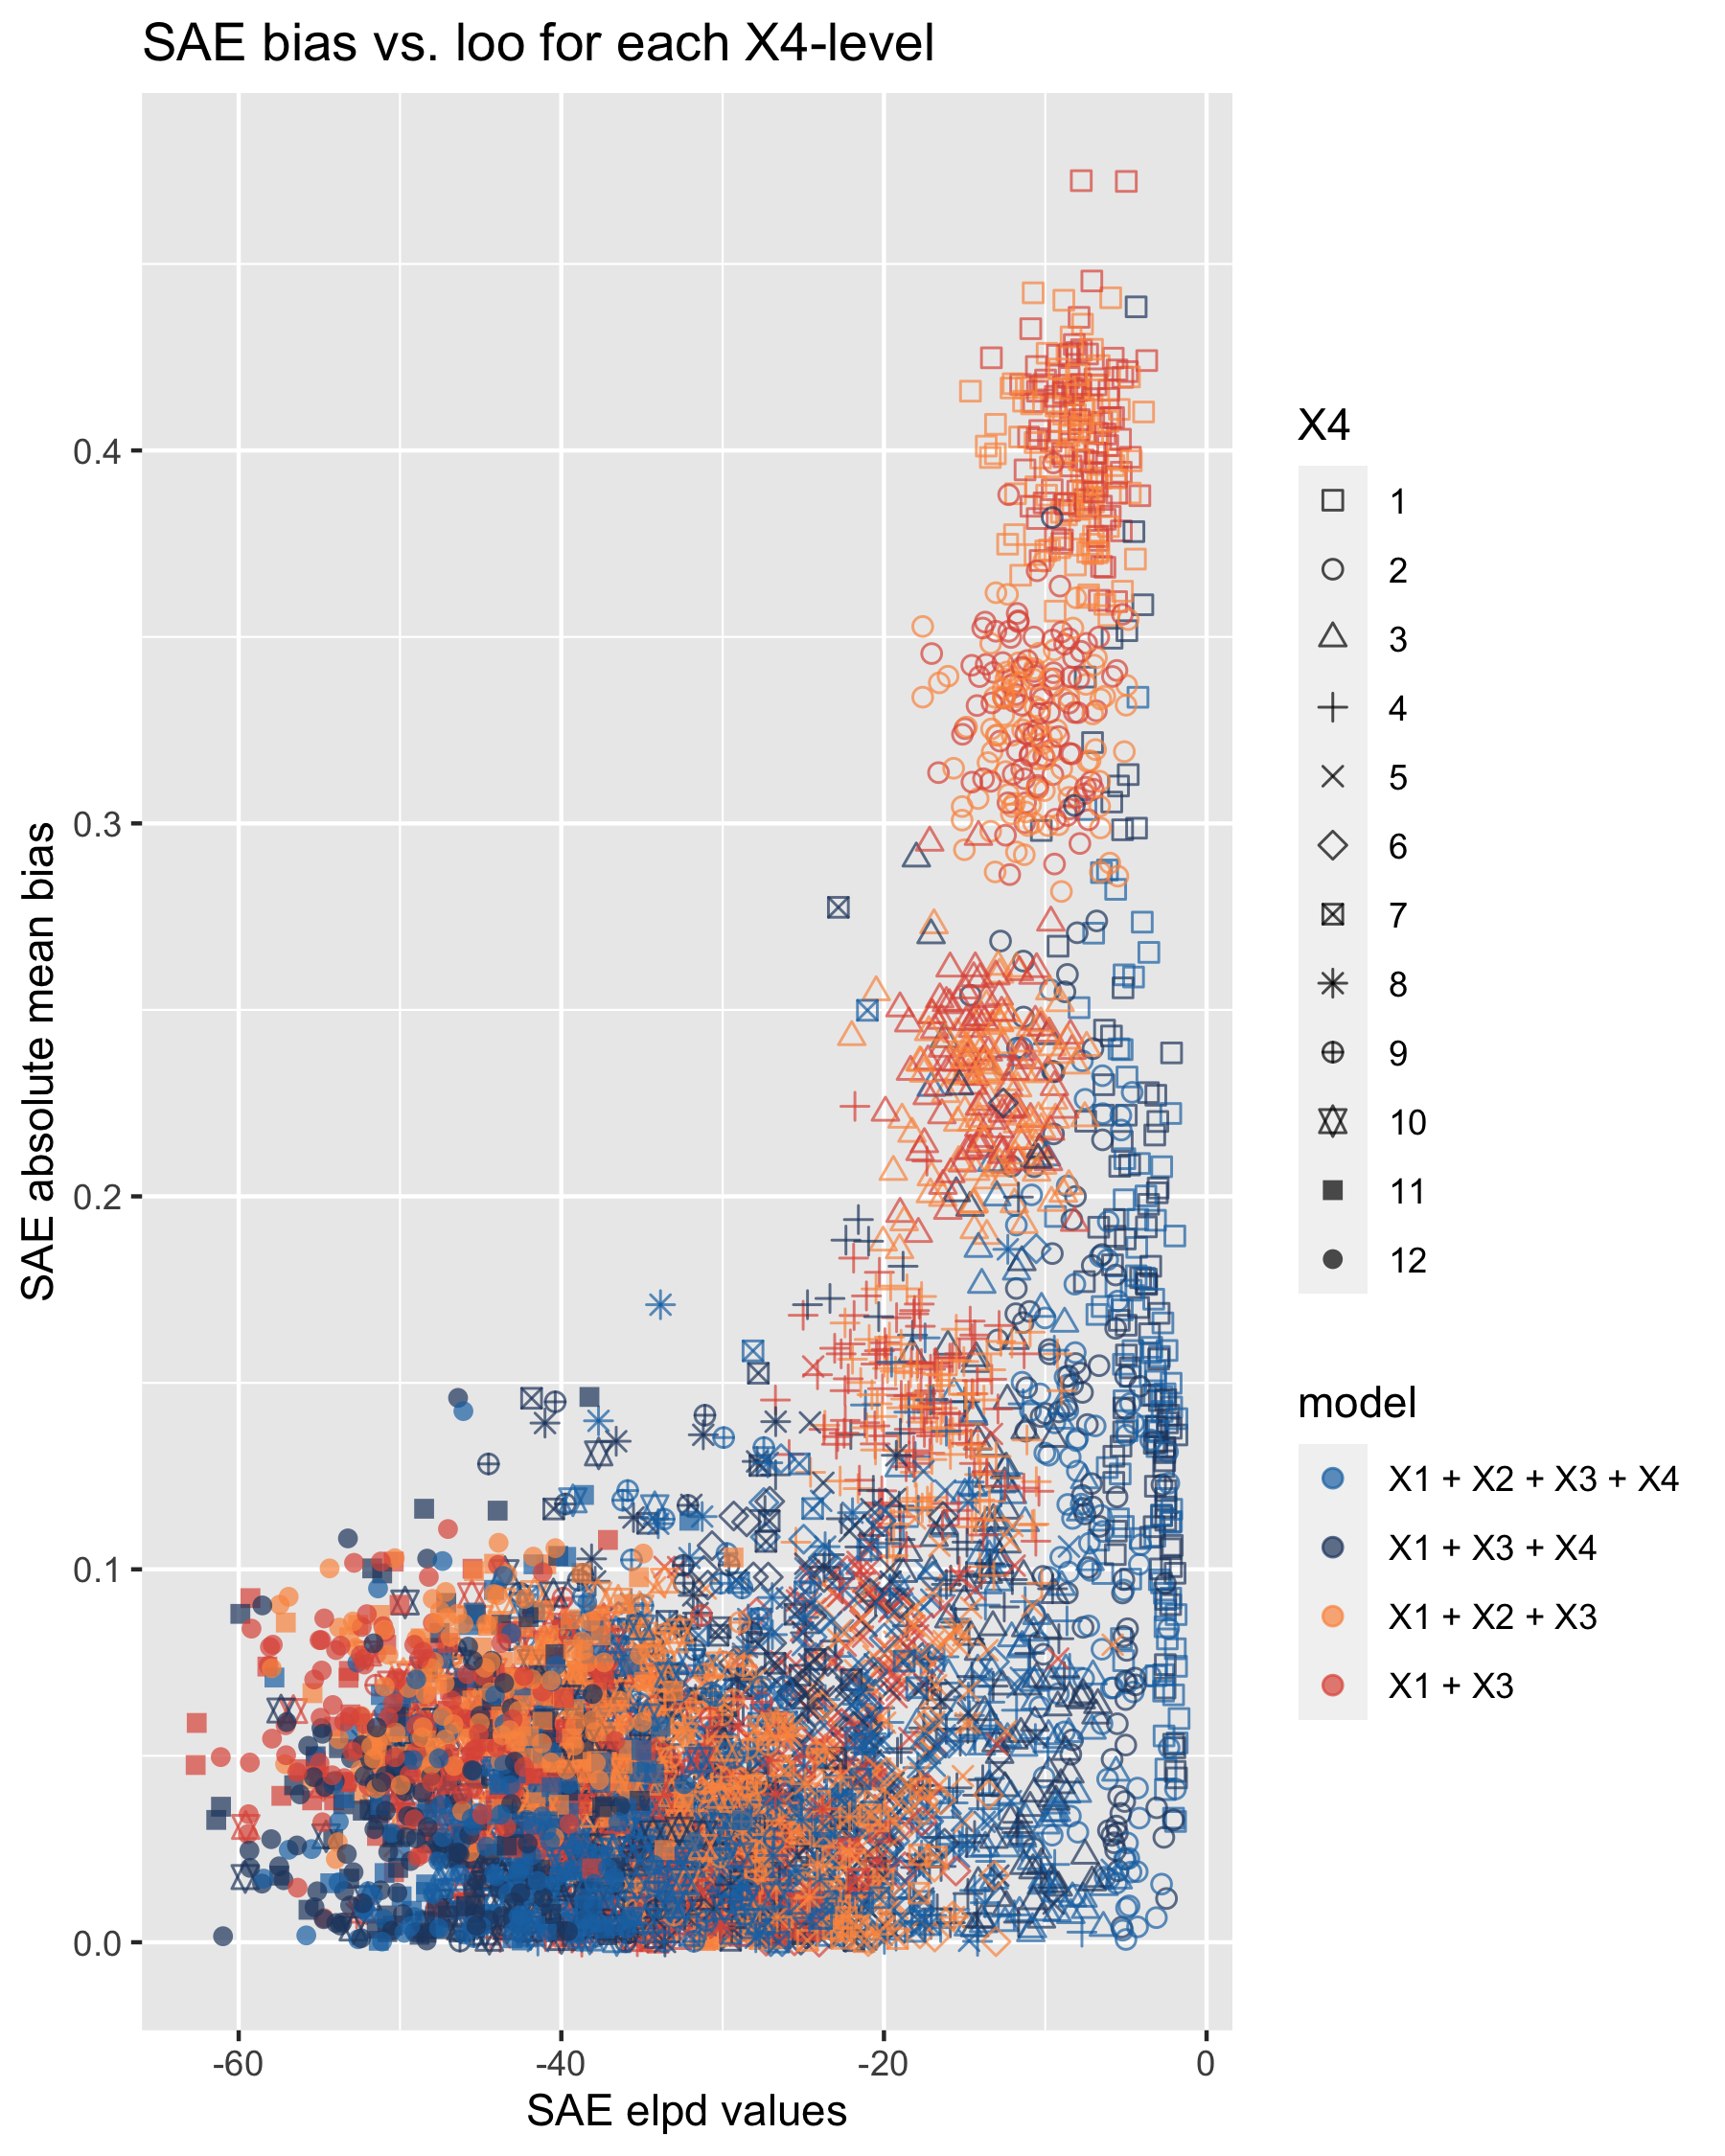 SAE bias vs. loo for each X4-level
SAE absolute mean bias
0.4
0.3
0.2
0.1
0.0
-60
-40
-20
0
SAE elpd values
X4
1
2
3
4
5
6
7
8
9
10
11
12
model
X1 + X2 + X3 + X4
X1 + X3 + X4
X1 + X2 + X3
X1 + X3